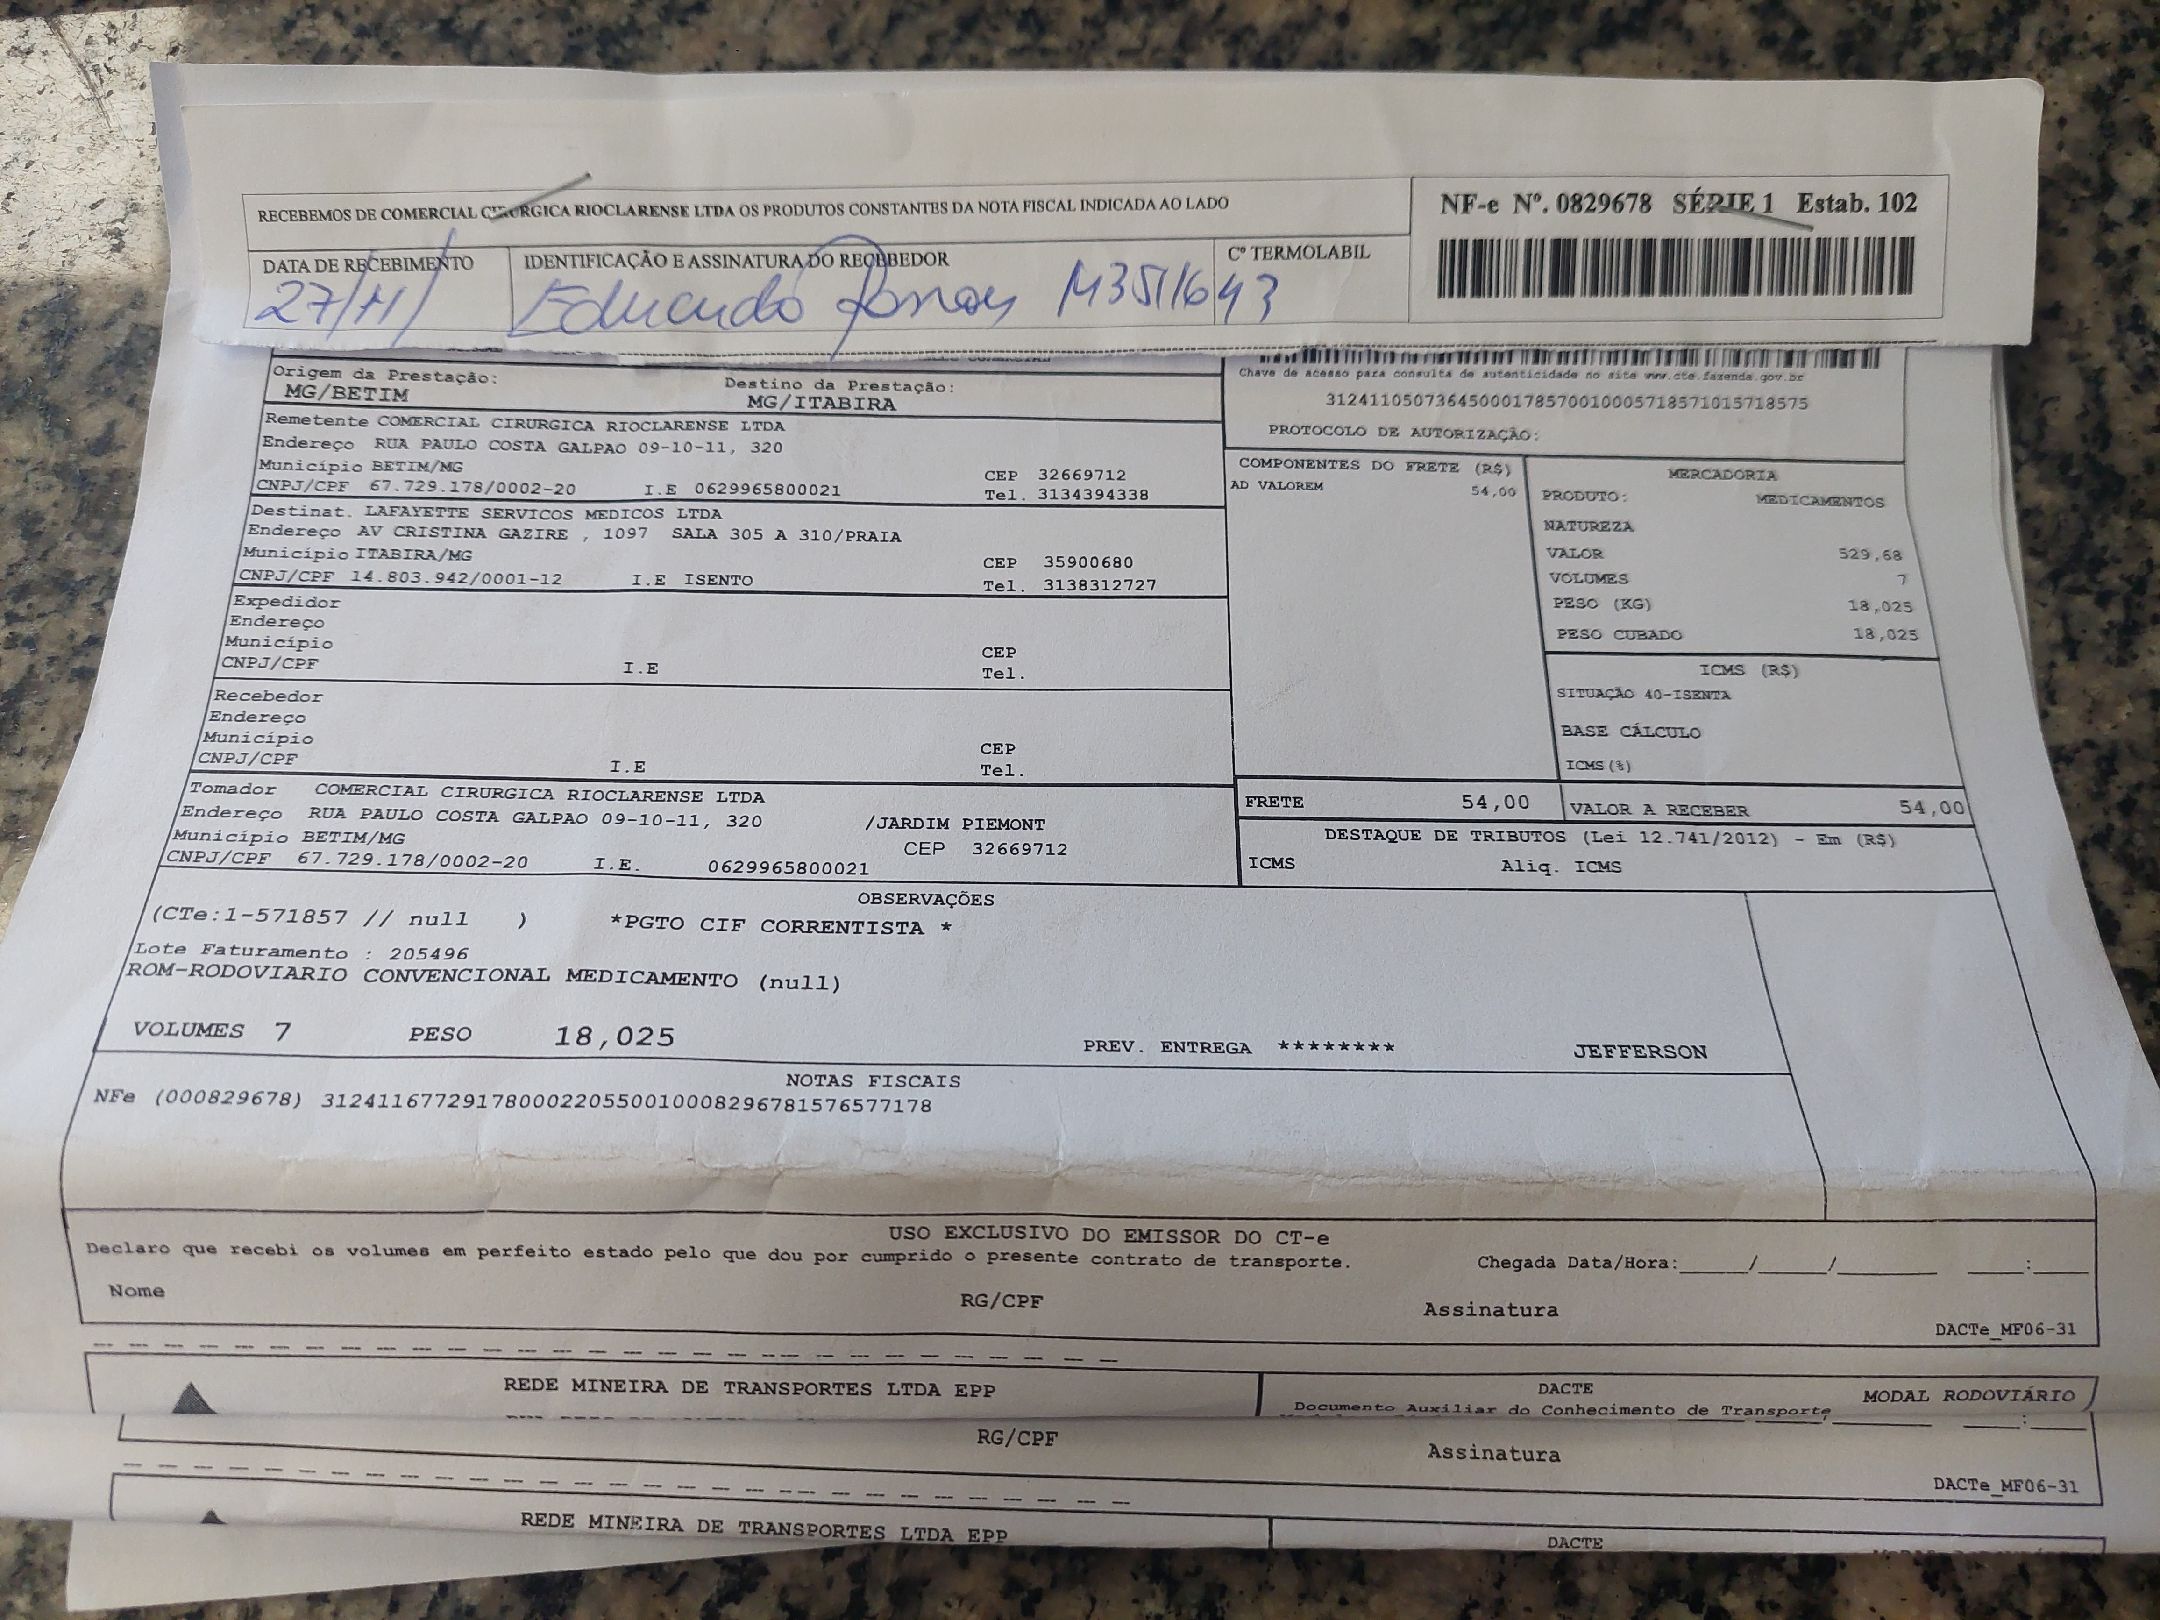 RECEBEMOS DE COMERCIAL CIRURGICA RIOCLARENSE LTDA OS PRODUTOS CONSTANTES DA NOTA FISCAL INDICADA AO LADO
NF-e Nº. 0829678 SÉRIE 1 Estab. 102
DATA DE RECEBIMENTO IDENTIFICAÇÃO E ASSINATURA DO RECEBEDOR Cº TERMOLABIL
27/11/ Eduardo
Origem da Prestação: Destino da Prestação:
MG/BETIM MG/ITABIRA
Chave de acesso para consulta de autenticidade no site www.cte.fazenda.gov.br
31241105073645000178570010005718571015718575
PROTOCOLO DE AUTORIZAÇÃO:
Remetente COMERCIAL CIRURGICA RIOCLARENSE LTDA
Endereço RUA PAULO COSTA GALPAO 09-10-11, 320
Município BETIM/MG CEP 32669712
CNPJ/CPF 67.729.178/0002-20 I.E 0629965800021 Tel. 3134394338
Destinat. LAFAYETTE SERVICOS MEDICOS LTDA
Endereço AV CRISTINA GAZIRE , 1097 SALA 305 A 310/PRAIA
Município ITABIRA/MG CEP 35900680
CNPJ/CPF 14.803.942/0001-12 I.E ISENTO Tel. 3138312727
Expedidor
Endereço
Município CEP
CNPJ/CPF I.E Tel.
Recebedor
Endereço
Município CEP
CNPJ/CPF I.E Tel.
Tomador COMERCIAL CIRURGICA RIOCLARENSE LTDA
Endereço RUA PAULO COSTA GALPAO 09-10-11, 320 /JARDIM PIEMONT
Município BETIM/MG CEP 32669712
CNPJ/CPF 67.729.178/0002-20 I.E. 0629965800021
COMPONENTES DO FRETE (R$)
AD VALOREM 54,00
MERCADORIA
PRODUTO: MEDICAMENTOS
NATUREZA
VALOR 529,68
VOLUMES 7
PESO (KG) 18,025
PESO CUBADO 18,025
ICMS (R$)
SITUAÇÃO 40-ISENTA
BASE CÁLCULO
ICMS(%)
FRETE 54,00 VALOR A RECEBER 54,00
DESTAQUE DE TRIBUTOS (Lei 12.741/2012) - Em (R$)
ICMS Aliq. ICMS
OBSERVAÇÕES
(CTe:1-571857 // null ) *PGTO CIF CORRENTISTA *
Lote Faturamento : 205496
ROM-RODOVIARIO CONVENCIONAL MEDICAMENTO (null)
VOLUMES 7 PESO 18,025 PREV. ENTREGA ******** JEFFERSON
NOTAS FISCAIS
NFe (000829678) 31241167729178000220550010008296781576577178
USO EXCLUSIVO DO EMISSOR DO CT-e
Declaro que recebi os volumes em perfeito estado pelo que dou por cumprido o presente contrato de transporte. Chegada Data/Hora:_____/_____/_______ ____:____
Nome RG/CPF Assinatura
DACTe_MF06-31
REDE MINEIRA DE TRANSPORTES LTDA EPP DACTE MODAL RODOVIÁRIO
Documento Auxiliar do Conhecimento de Transporte
RG/CPF Assinatura
DACTe_MF06-31
REDE MINEIRA DE TRANSPORTES LTDA EPP DACTE